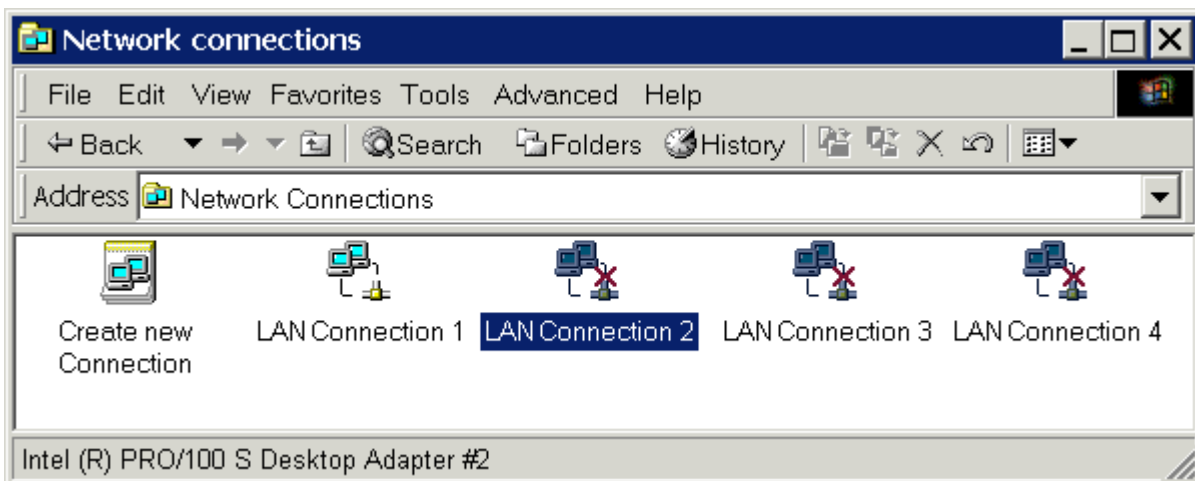 Network connections
File Edit View Favorites Tools Advanced Help
Back Search Folders History
Address Network Connections
Create new
Connection
LAN Connection 1
LAN Connection 2
LAN Connection 3
LAN Connection 4
Intel (R) PRO/100 S Desktop Adapter #2